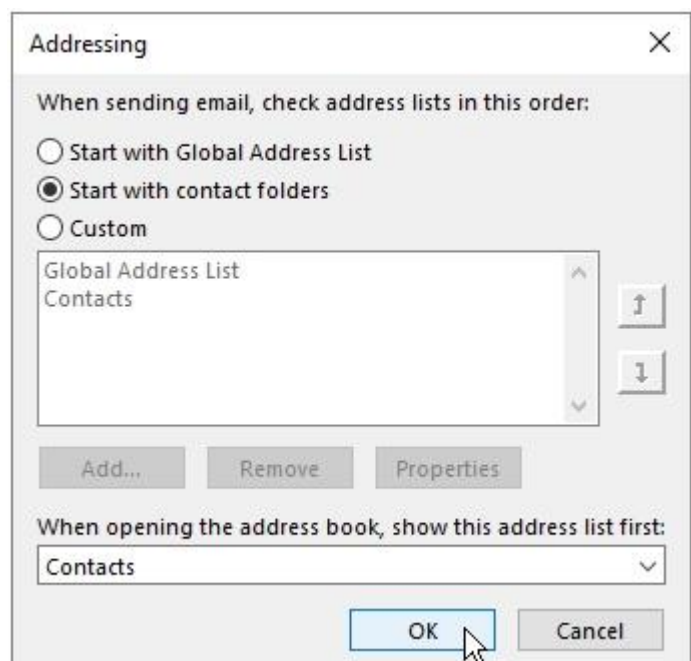 Addressing
When sending email, check address lists in this order:
Start with Global Address List
Start with contact folders
Custom
Global Address List
Contacts
Add...
Remove
Properties
When opening the address book, show this address list first:
Contacts
OK
Cancel